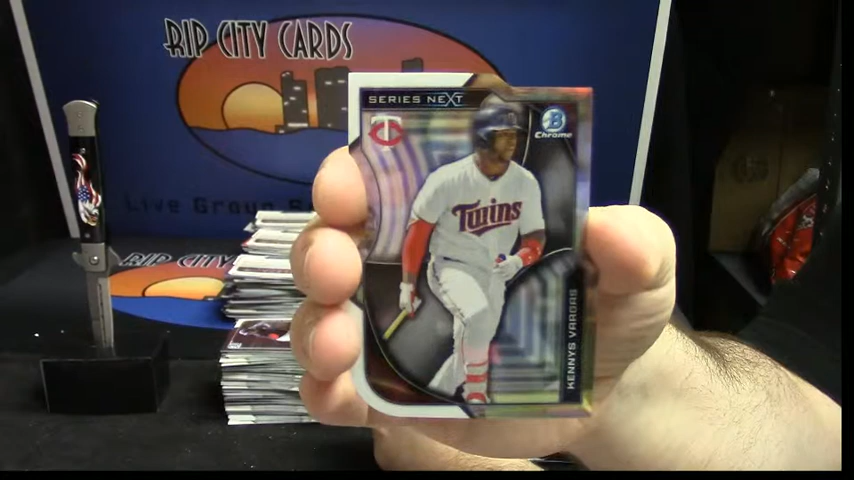 RIP CITY CARDS
SERIES NEXT
B
Chrome
TC
Twins
KENNYS VARGAS
Live Group
RIP CITY